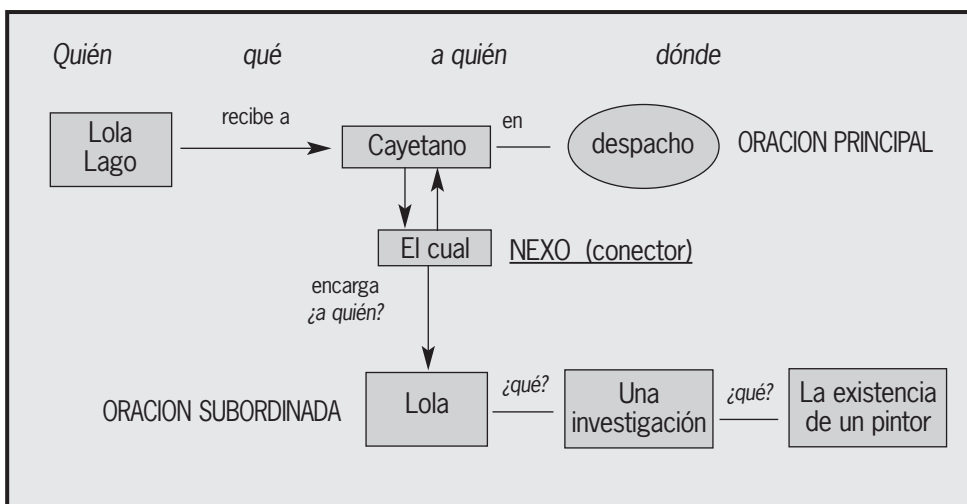 Quién qué a quién dónde
recibe a
en
Lola
Lago
Cayetano
despacho
ORACION PRINCIPAL
El cual
NEXO (conector)
encarga
¿a quién?
ORACION SUBORDINADA
Lola
¿qué?
Una
investigación
¿qué?
La existencia
de un pintor